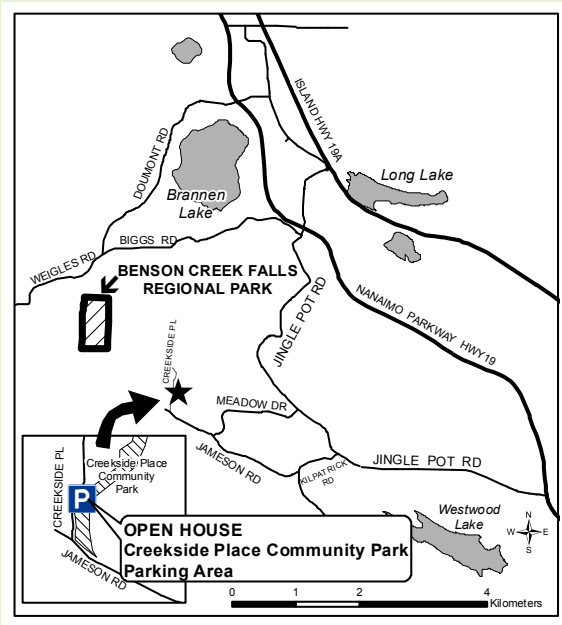 ISLAND HWY 19A
DOUMONT RD
Long Lake
Brannen
Lake
BIGGS RD
WEIGLES RD
BENSON CREEK FALLS
REGIONAL PARK
JINGLE POT RD
NANAIMO PARKWAY HWY19
CREEKSIDE PL
MEADOW DR
JAMESON RD
KILPATRICK
RD
JINGLE POT RD
CREEKSIDE PL
Creekside Place
Community
Park
P
Westwood
Lake
N
W E
S
OPEN HOUSE
Creekside Place Community Park
Parking Area
JAMESON RD
0 1 2 4
Kilometers